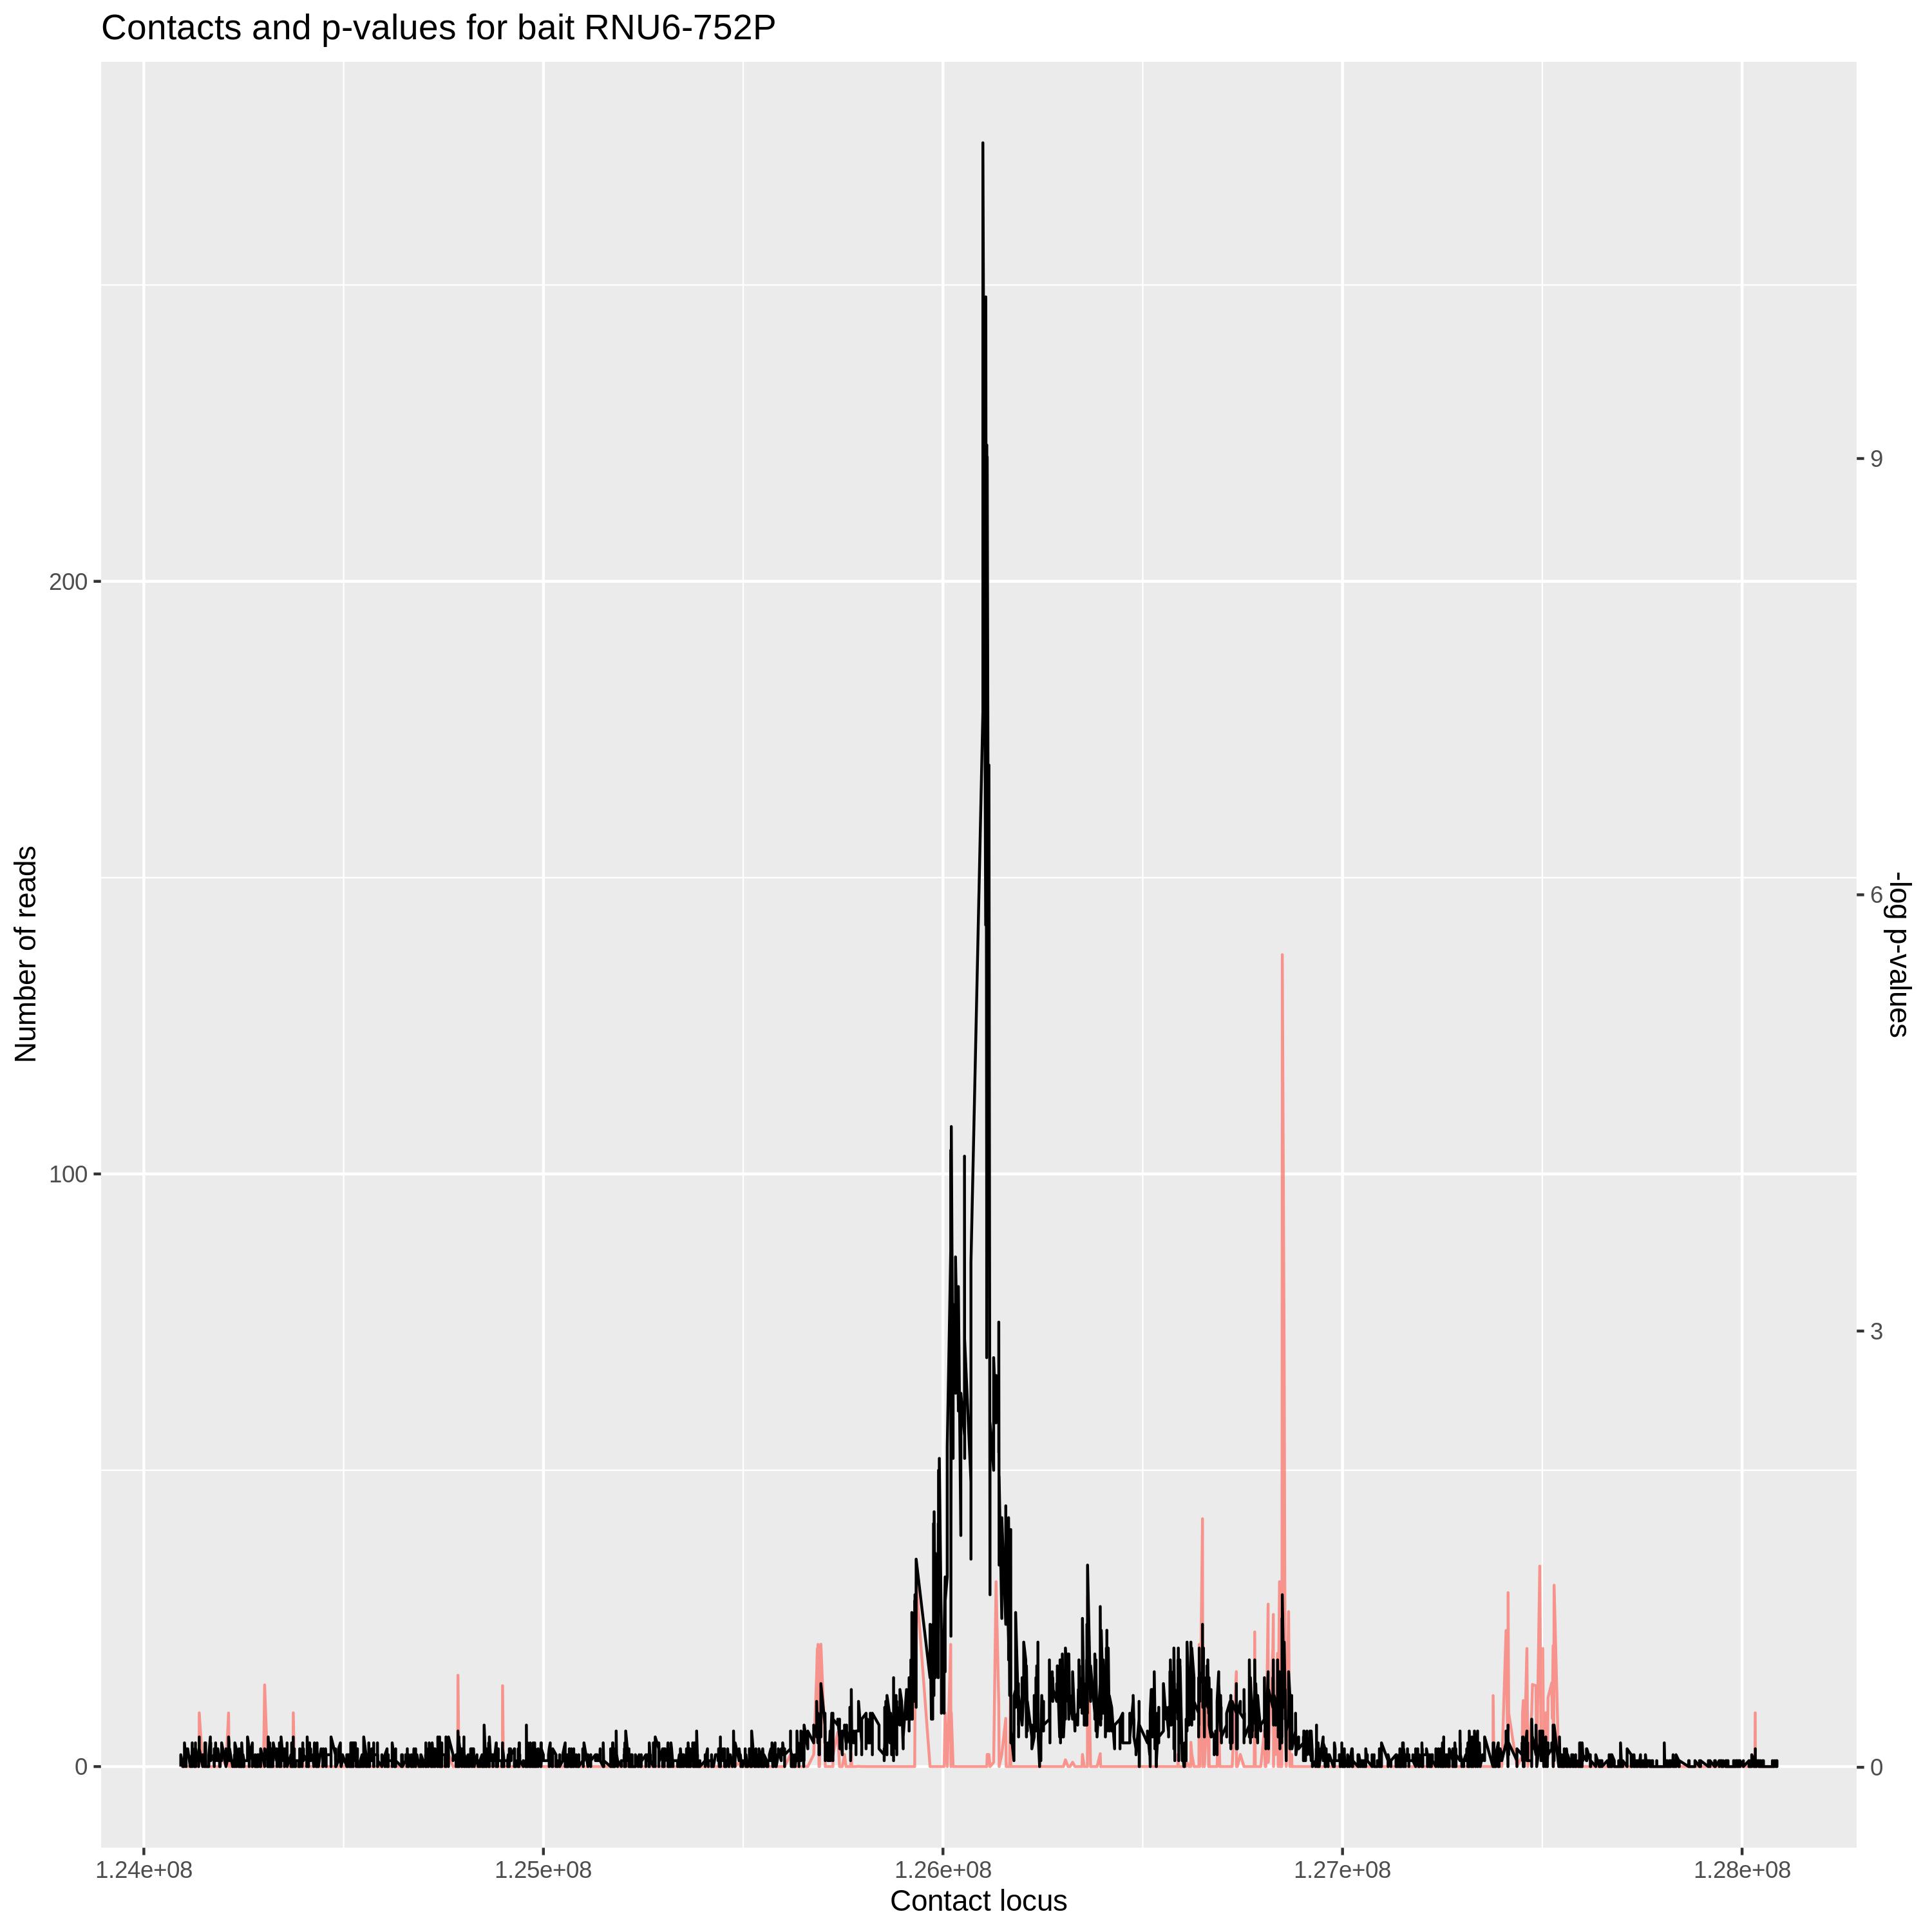 Contacts and p-values for bait RNU6-752P
Number of reads
200
100
0
9
6
3
0
-log p-values
1.24e+08 1.25e+08 1.26e+08 1.27e+08 1.28e+08
Contact locus